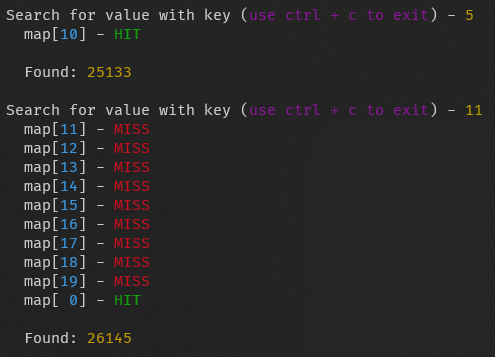 Search for value with key (use ctrl + c to exit) - 5
map[10] - HIT
Found: 25133
Search for value with key (use ctrl + c to exit) - 11
map[11] - MISS
map[12] - MISS
map[13] - MISS
map[14] - MISS
map[15] - MISS
map[16] - MISS
map[17] - MISS
map[18] - MISS
map[19] - MISS
map[ 0] - HIT
Found: 26145